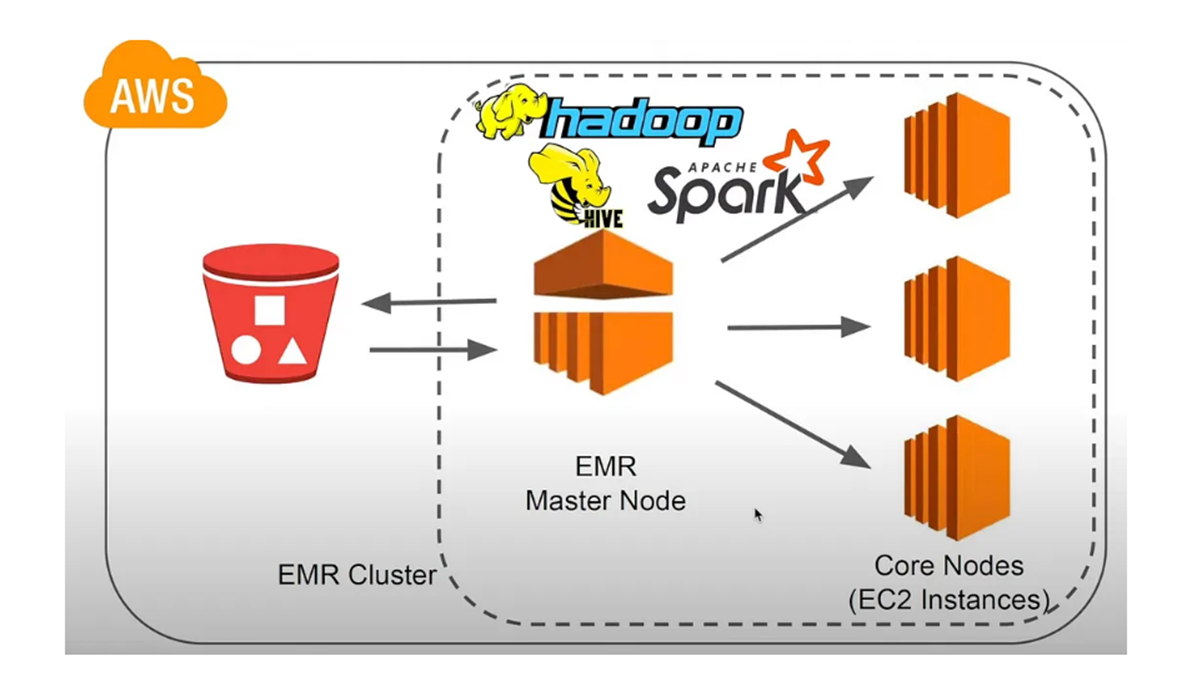 AWS
hadoop
HIVE
APACHE
Spark
EMR
Master Node
EMR Cluster
Core Nodes
(EC2 Instances)